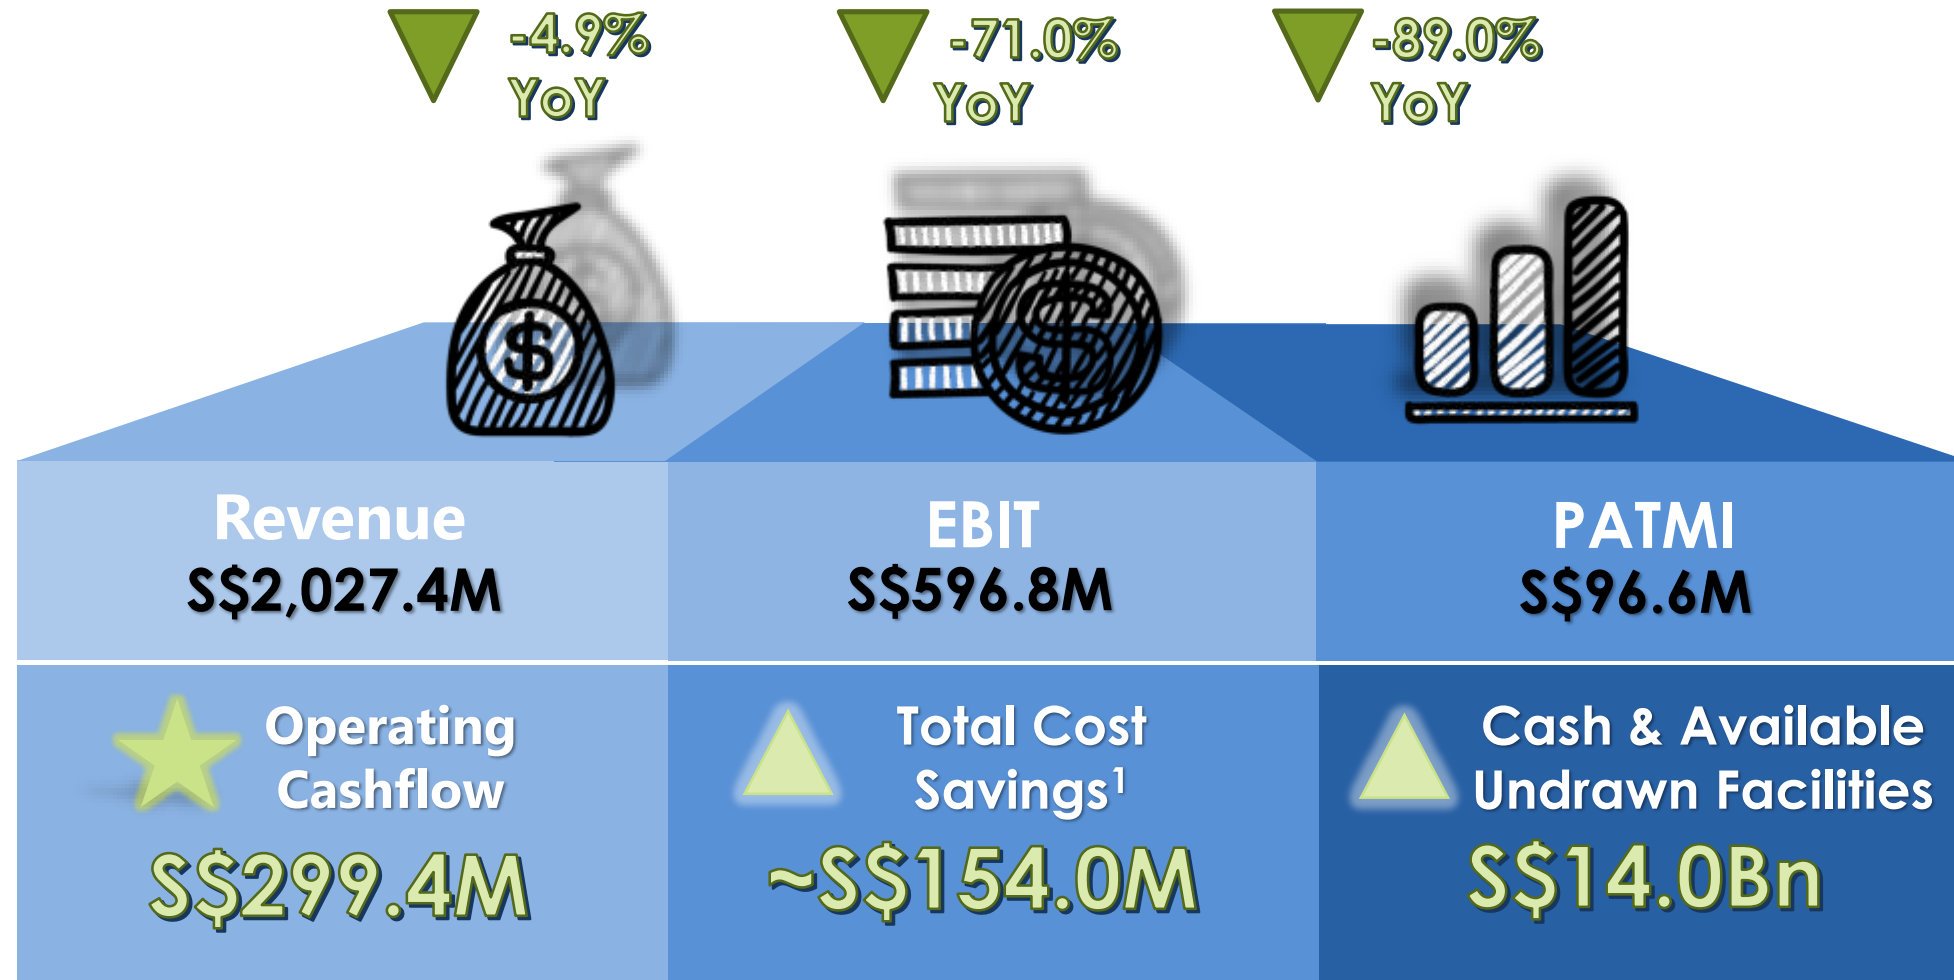 -4.9%
YoY
-71.0%
YoY
-89.0%
YoY
$
$
Revenue
S$2,027.4M
EBIT
S$596.8M
PATMI
S$96.6M
Operating
Cashflow
S$299.4M
Total Cost
Savings¹
~S$154.0M
Cash & Available
Undrawn Facilities
S$14.0Bn